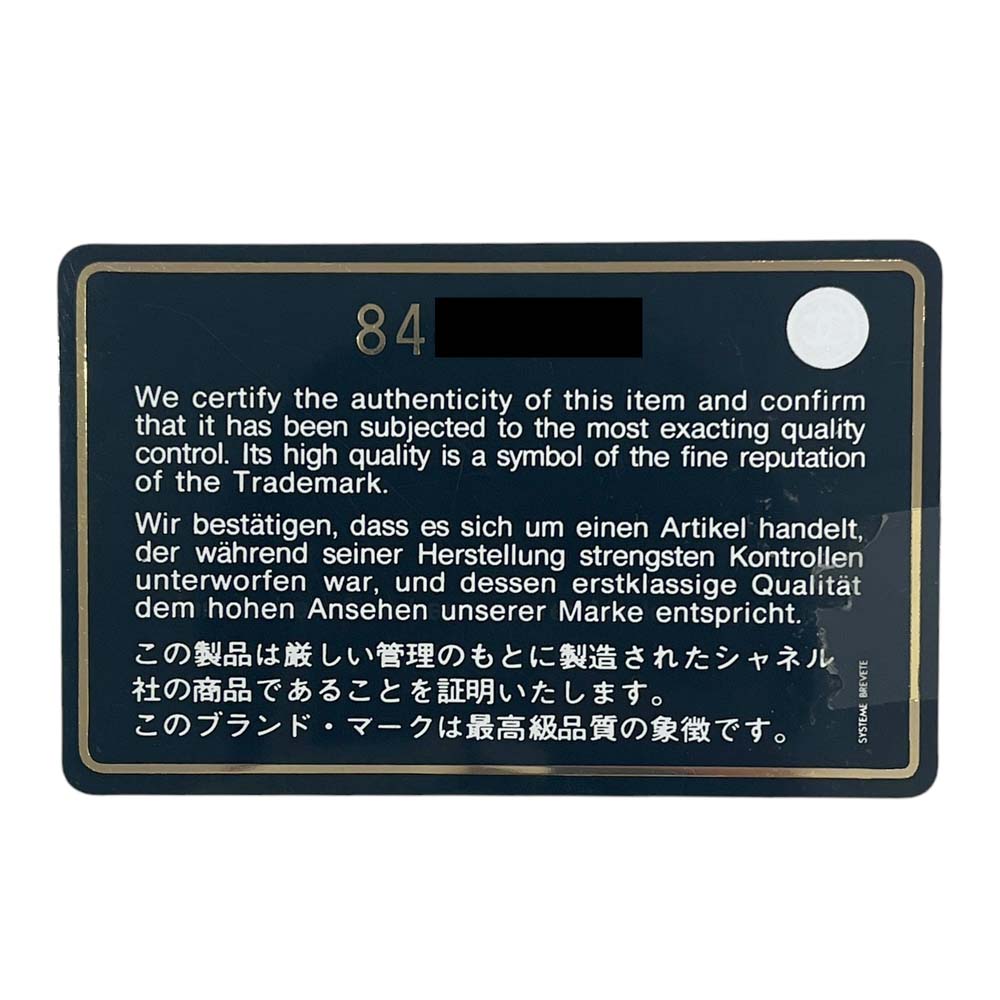 84
We certify the authenticity of this item and confirm
that it has been subjected to the most exacting quality
control. Its high quality is a symbol of the fine reputation
of the Trademark.
Wir bestätigen, dass es sich um einen Artikel handelt,
der während seiner Herstellung strengsten Kontrollen
unterworfen war, und dessen erstklassige Qualität
dem hohen Ansehen unserer Marke entspricht.
この製品は厳しい管理のもとに製造されたシャネル
社の商品であることを証明いたします。
このブランド・マークは最高級品質の象徴です。
SYSTEME BREVETE